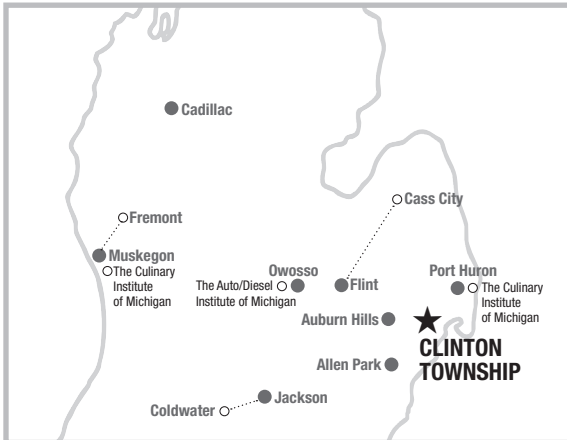 Cadillac
Cass City
Fremont
Muskegon
The Culinary
Institute
of Michigan
Owosso
The Auto/Diesel
Institute of Michigan
Flint
Port Huron
The Culinary
Institute
of Michigan
Auburn Hills
CLINTON
TOWNSHIP
Allen Park
Jackson
Coldwater